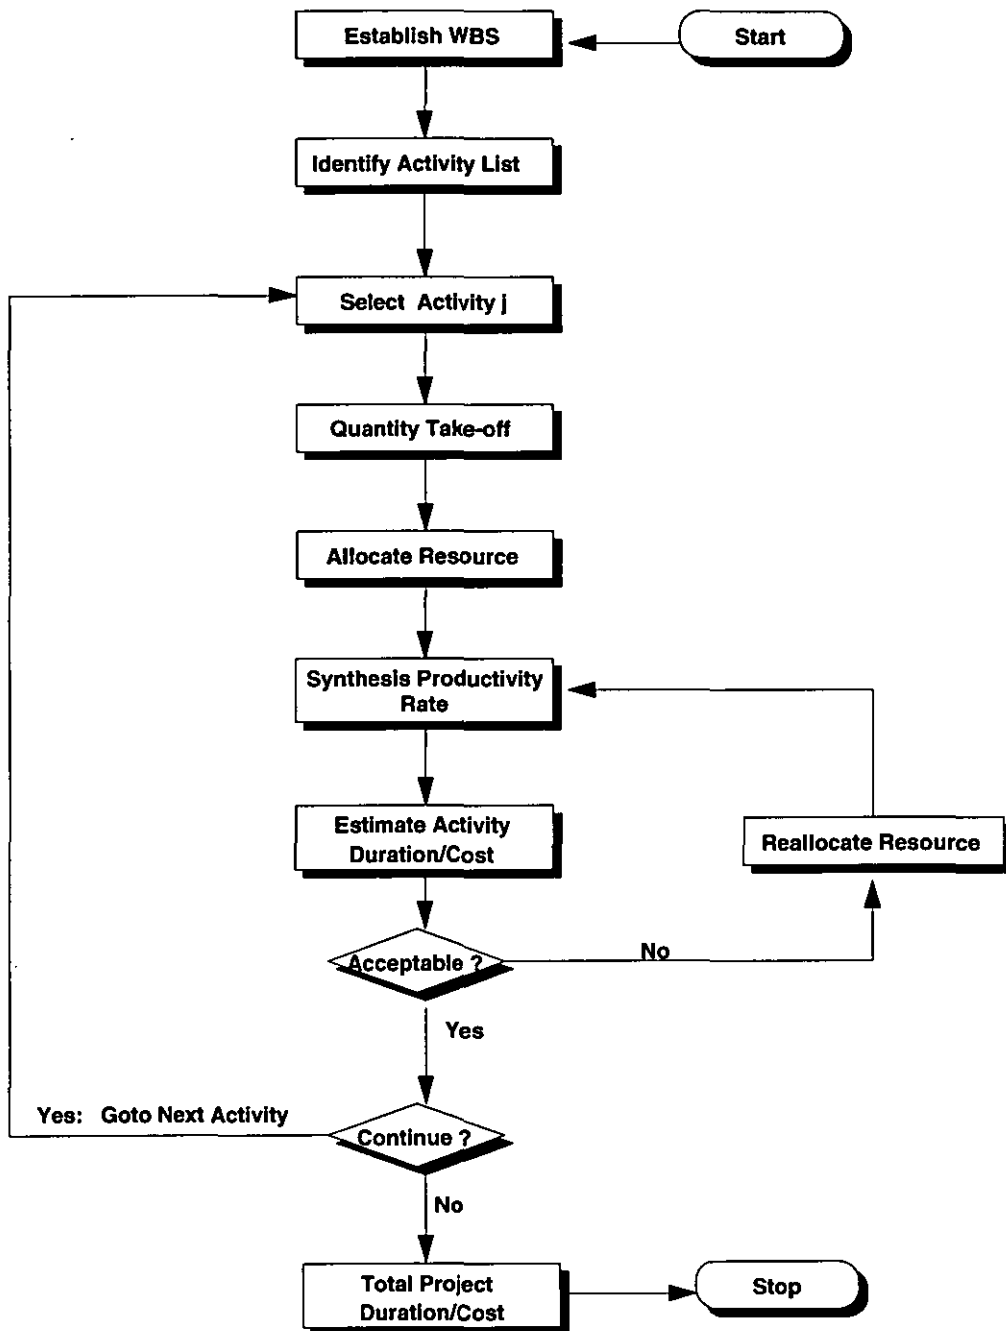 Establish WBS
Start
Identify Activity List
Select Activity j
Quantity Take-off
Allocate Resource
Synthesis Productivity
Rate
Estimate Activity
Duration/Cost
Reallocate Resource
Acceptable ?
No
Yes
Yes: Goto Next Activity
Continue ?
No
Total Project
Duration/Cost
Stop